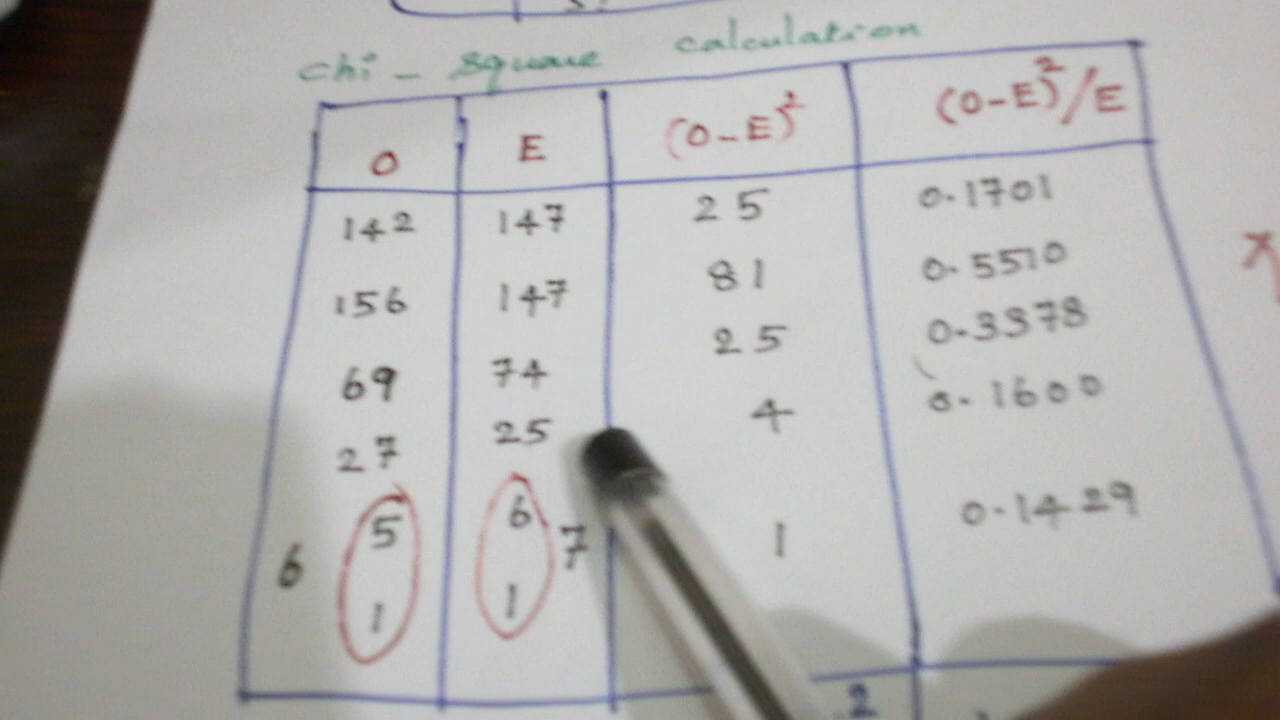 chi - square calculation
O E (O-E)² (O-E)²/E
142 147 25 0.1701
156 147 81 0.5510
69 74 25 0.3378
27 25 4 0.1600
5 6
6 7 1 0.1429
1 1
2